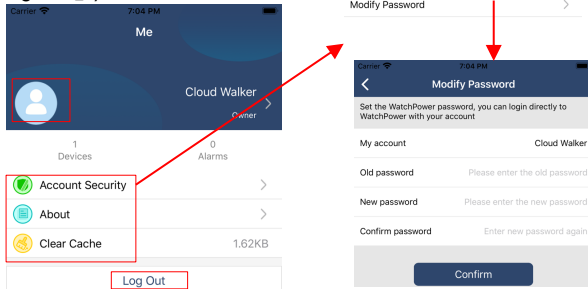 Carrier 7:04 PM
Me
Cloud Walker
Owner
1
Devices
0
Alarms
Account Security
About
Clear Cache 1.62KB
Log Out
Modify Password
Carrier 7:04 PM
Modify Password
Set the WatchPower password, you can login directly to
WatchPower with your account
My account Cloud Walker
Old password Please enter the old password
New password Please enter the new password
Confirm password Enter new password again
Confirm